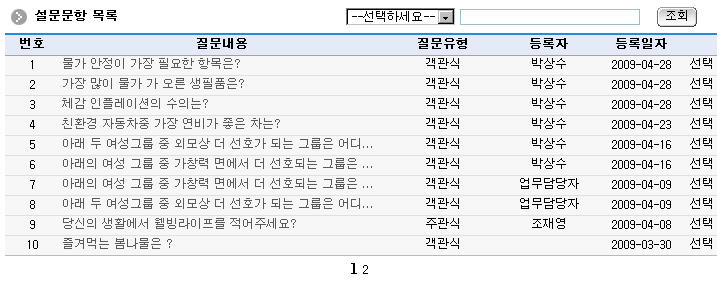 설문문항 목록 --선택하세요-- 조회
번호 질문내용 질문유형 등록자 등록일자
1 물가 안정이 가장 필요한 항목은? 객관식 박상수 2009-04-28 선택
2 가장 많이 물가 가 오른 생필품은? 객관식 박상수 2009-04-28 선택
3 체감 인플레이션의 수의는? 객관식 박상수 2009-04-28 선택
4 친환경 자동차중 가장 연비가 좋은 차는? 객관식 박상수 2009-04-23 선택
5 아래 두 여성그룹 중 외모상 더 선호가 되는 그룹은 어디... 객관식 박상수 2009-04-16 선택
6 아래의 여성 그룹 중 가창력 면에서 더 선호되는 그룹은 ... 객관식 박상수 2009-04-16 선택
7 아래의 여성 그룹 중 가창력 면에서 더 선호되는 그룹은 ... 객관식 업무담당자 2009-04-09 선택
8 아래 두 여성그룹 중 외모상 더 선호가 되는 그룹은 어디... 객관식 업무담당자 2009-04-09 선택
9 당신의 생활에서 웰빙라이프를 적어주세요? 주관식 조재영 2009-04-08 선택
10 즐겨먹는 봄나물은 ? 객관식 2009-03-30 선택
1 2